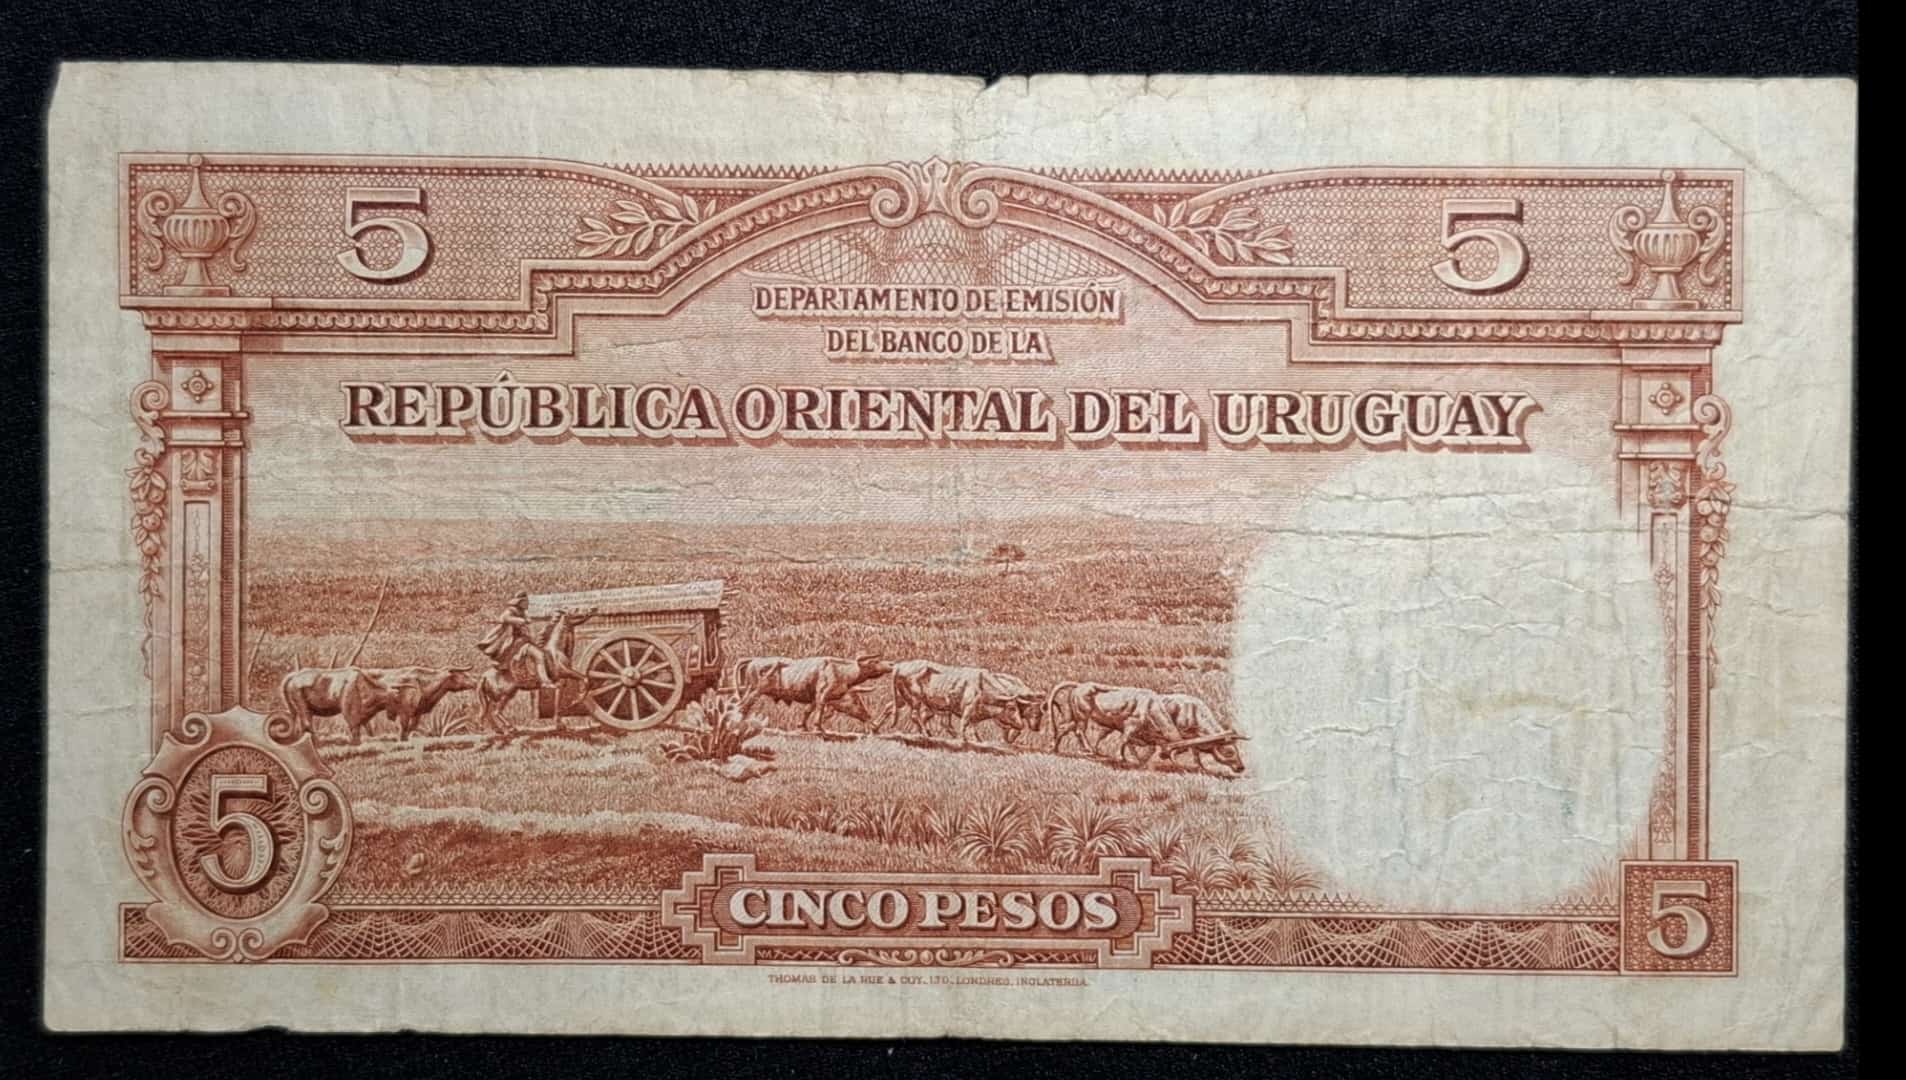 5 5
DEPARTAMENTO DE EMISIÓN
DEL BANCO DE LA
REPÚBLICA ORIENTAL DEL URUGUAY
5
CINCO PESOS
5
THOMAS DE LA RUE & CUY. LTD. LONDRES. INGLATERRA.